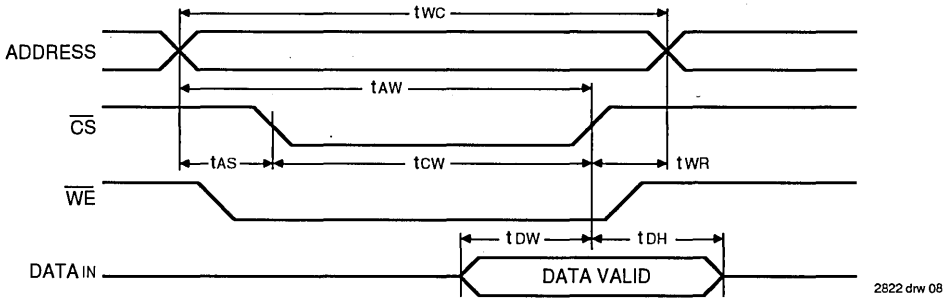 tWC
ADDRESS
tAW
CS
tAS
tCW
tWR
WE
tDW
tDH
DATA IN
DATA VALID
2822 drw 08